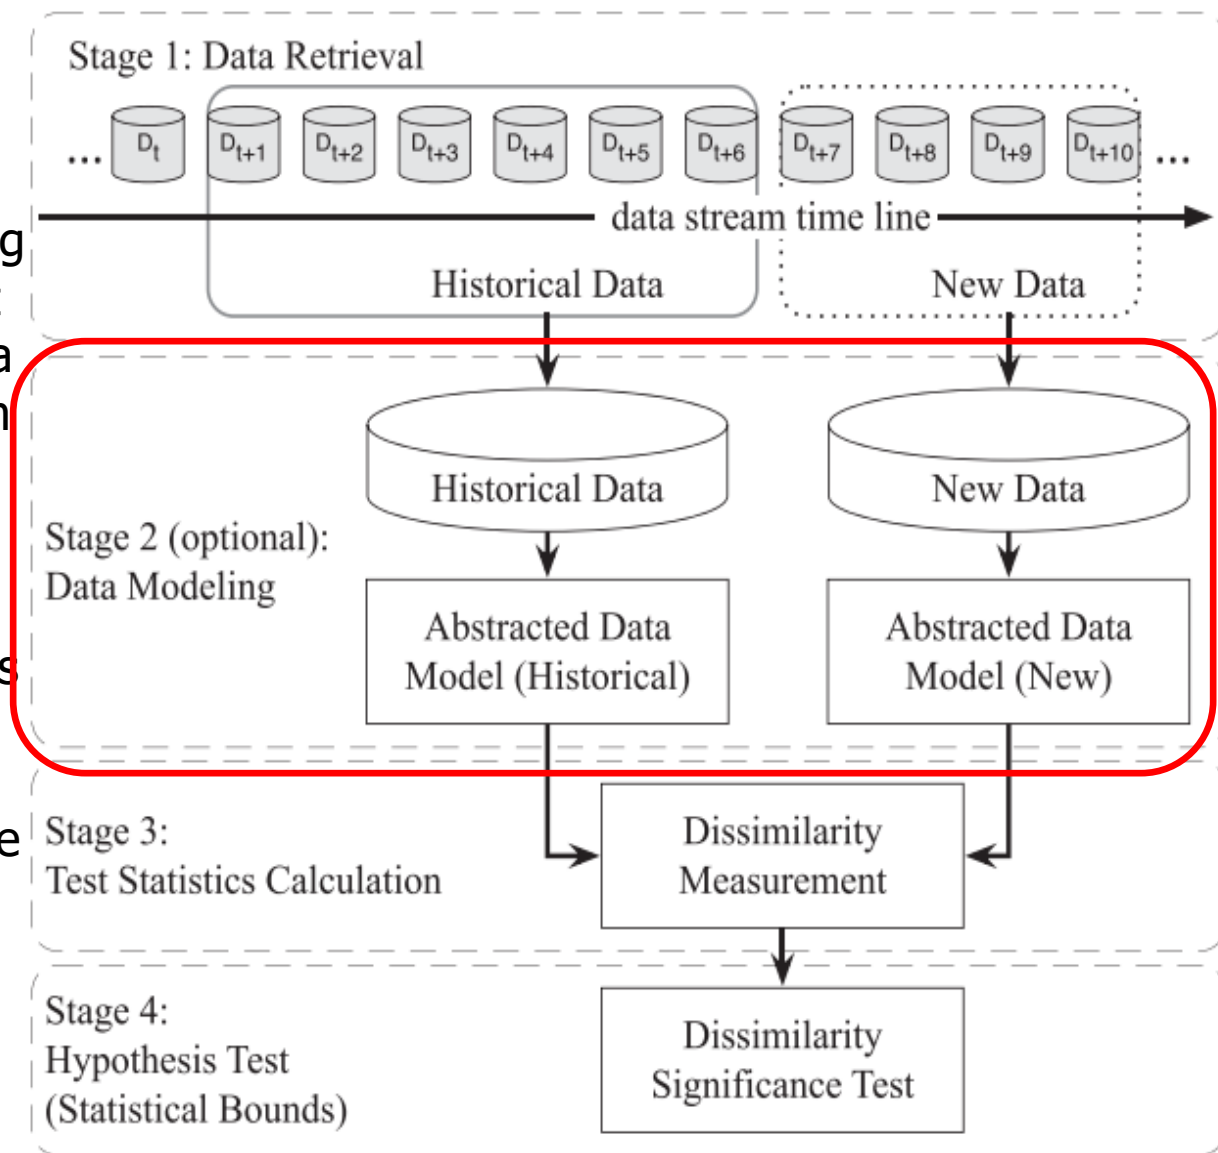 Stage 1: Data Retrieval
... Dt Dt+1 Dt+2 Dt+3 Dt+4 Dt+5 Dt+6 Dt+7 Dt+8 Dt+9 Dt+10 ...
data stream time line
Historical Data New Data
g
a
Historical Data New Data
Stage 2 (optional):
Data Modeling
Abstracted Data
Model (Historical)
Abstracted Data
Model (New)
s
e
Stage 3:
Test Statistics Calculation
Dissimilarity
Measurement
Stage 4:
Hypothesis Test
(Statistical Bounds)
Dissimilarity
Significance Test